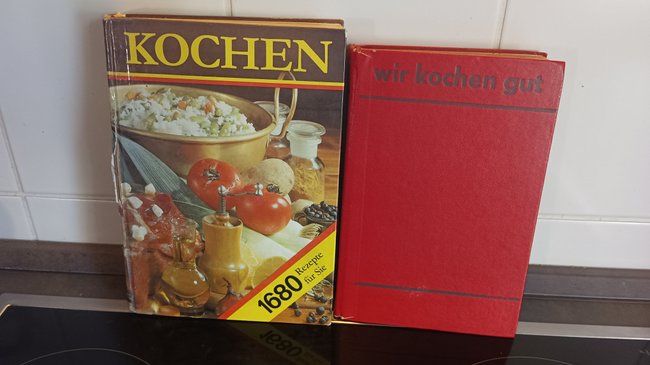 KOCHEN
1680 Rezepte
für Sie
wir kochen gut